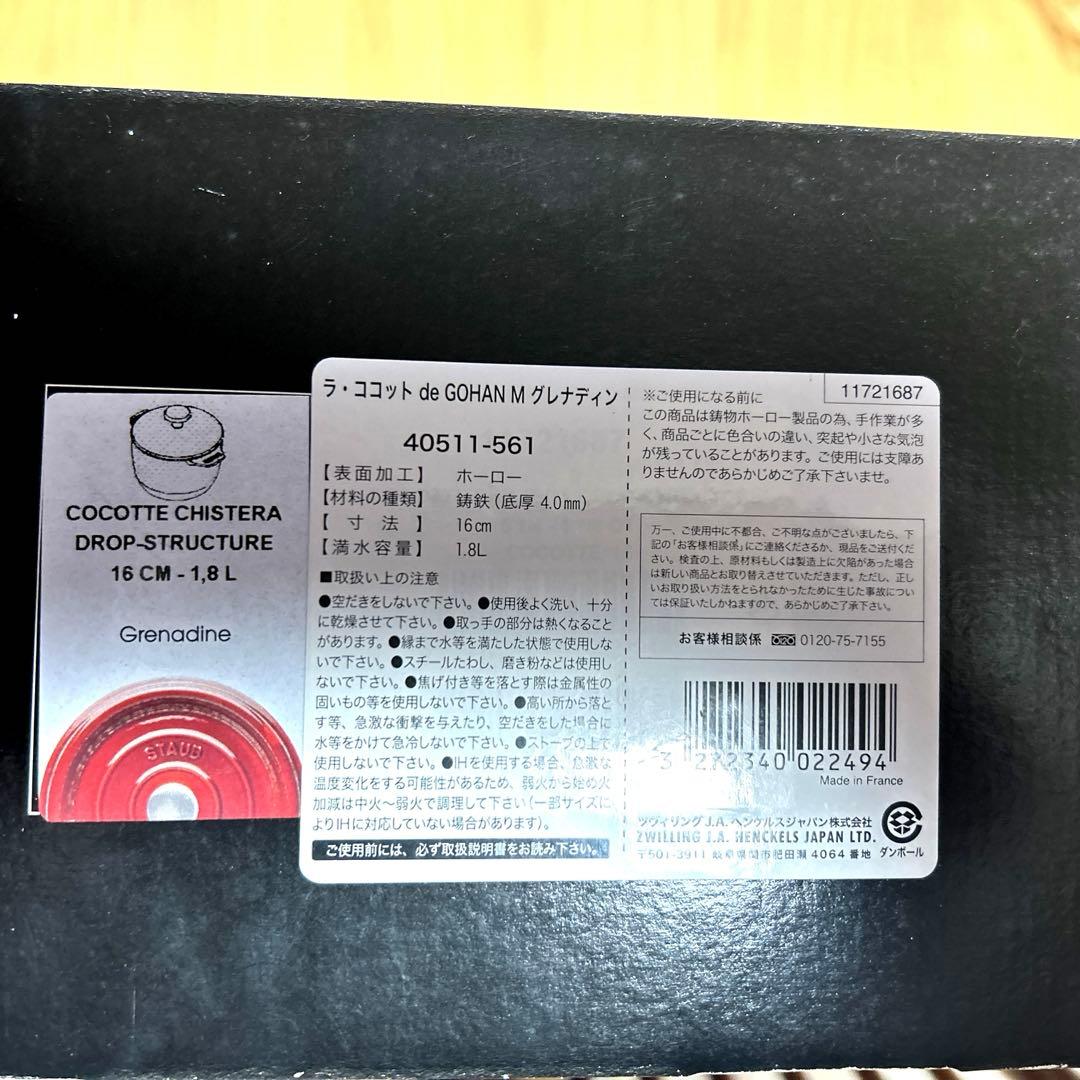 COCOTTE CHISTERA
DROP-STRUCTURE
16 CM - 1,8 L
Grenadine
STAUB
ラ・ココット de GOHAN M グレナディン
40511-561
【表面加工】 ホーロー
【材料の種類】 鋳鉄（底厚 4.0㎜）
【寸法】 16㎝
【満水容量】 1.8L
■取扱い上の注意
●空だきをしないで下さい。●使用後よく洗い、十分
に乾燥させて下さい。●取っ手の部分は熱くなること
があります。●縁まで水等を満たした状態で使用しな
いで下さい。●スチールたわし、磨き粉などは使用し
ないで下さい。●焦げ付き等を落とす際は金属性の
固いもの等を使用しないで下さい。●高い所から落と
す等、急激な衝撃を与えたり、空だきをした場合に
水等をかけて急冷しないで下さい。●ストーブの上で
使用しないで下さい。●IHを使用する場合、急激な
温度変化をする可能性があるため、弱火から始め火
加減は中火〜弱火で調理して下さい（一部サイズに
よりIHに対応していない場合があります）。
ご使用前には、必ず取扱説明書をお読み下さい。
11721687
※ご使用になる前に
この商品は鋳物ホーロー製品の為、手作業が多
く、商品ごとに色合いの違い、突起や小さな気泡
が残っていることがあります。ご使用には支障あ
りませんのであらかじめご了承下さいませ。
万一、ご使用中に不都合、ご不明な点がございましたら、下
記の「お客様相談係」にご連絡くださるか、現品をご送付くだ
さい。検査の上、原材料もしくは製造上に欠陥があった場合
は新しい商品とお取り替えさせていただきます。ただし、正し
いお取り扱い方法をとられなかったために生じた事故につい
ては保証いたしかねますので、あらかじめご了承下さい。
お客様相談係 0120-75-7155
3 272340 022494
Made in France
ツヴィリング J.A. ヘンケルスジャパン株式会社
ZWILLING J.A. HENCKELS JAPAN LTD.
〒501-3911 岐阜県関市肥田瀬 4064 番地
ダンボール